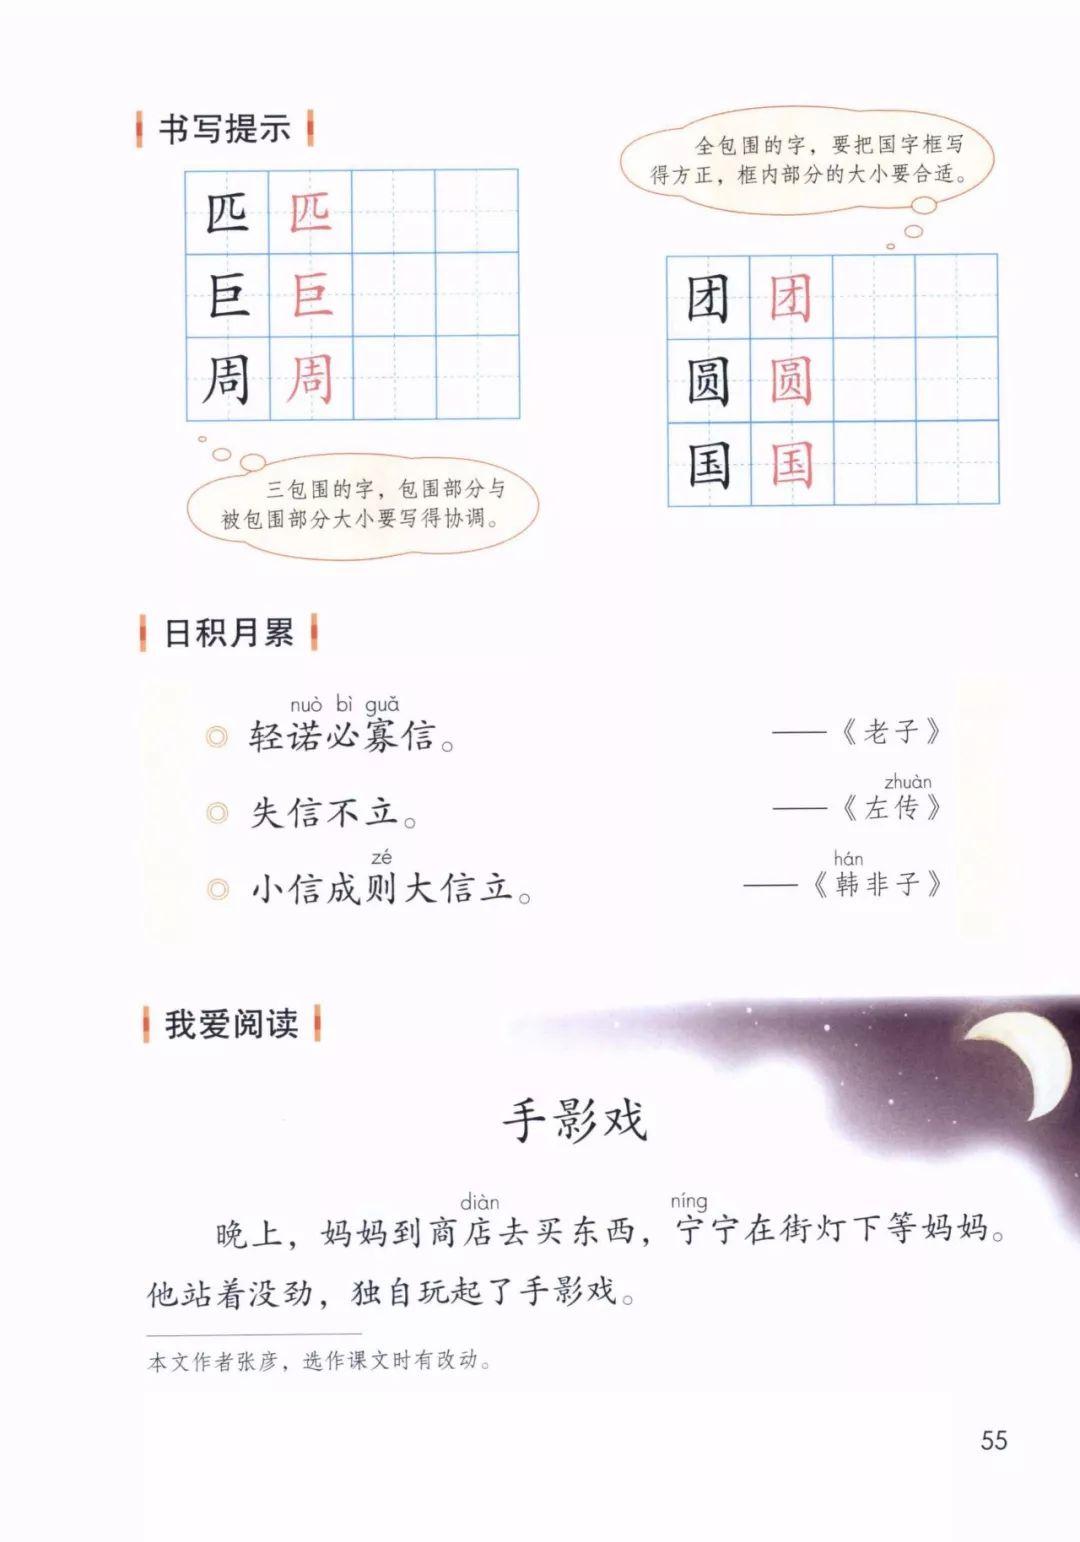 书写提示
全包围的字，要把国字框写
得方正，框内部分的大小要合适。
匹 匹
巨 巨
周 周
团 团
圆 圆
国 国
三包围的字，包围部分与
被包围部分大小要写得协调。
日积月累
nuò bì guǎ
轻诺必寡信。 ——《老子》
zhuàn
失信不立。 ——《左传》
zé hán
小信成则大信立。 ——《韩非子》
我爱阅读
手影戏
diàn níng
晚上，妈妈到商店去买东西，宁宁在街灯下等妈妈。
他站着没劲，独自玩起了手影戏。
本文作者张彦，选作课文时有改动。
55